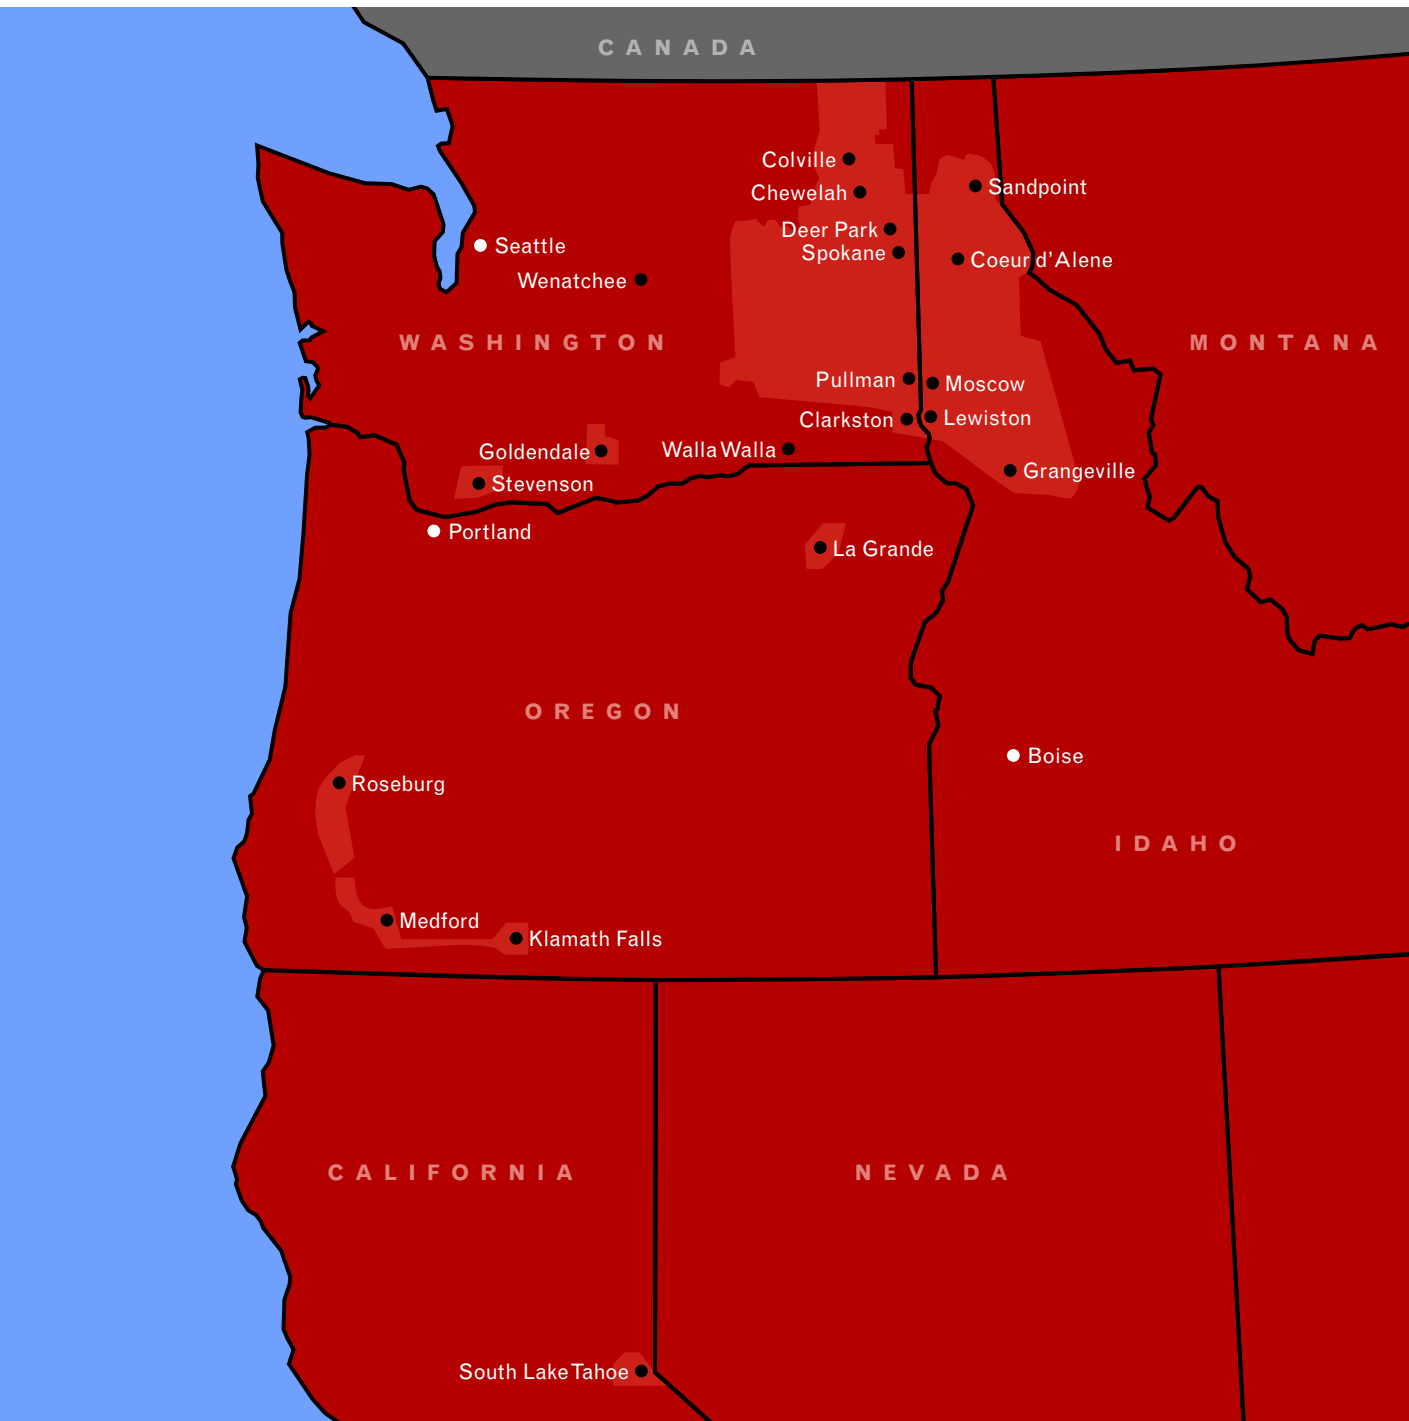 CANADA
Colville
Chewelah
Sandpoint
Deer Park
Seattle
Spokane
Coeur d'Alene
Wenatchee
WASHINGTON
MONTANA
Pullman
Moscow
Clarkston
Lewiston
Goldendale
Walla Walla
Grangeville
Stevenson
Portland
La Grande
OREGON
Boise
Roseburg
IDAHO
Medford
Klamath Falls
CALIFORNIA
NEVADA
South Lake Tahoe